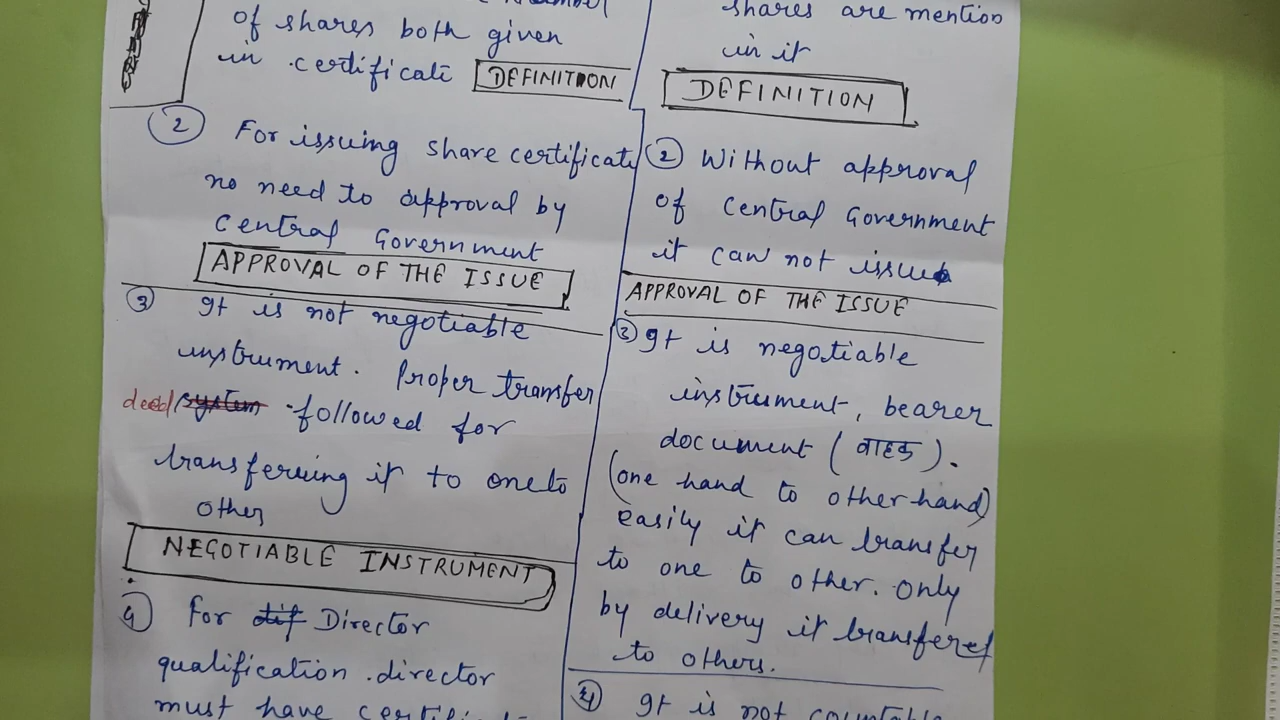 of shares both given
in certificate DEFINITION
2 For issuing share certificate
no need to approval by
central Government
APPROVAL OF THE ISSUE
3 It is not negotiable
instrument. Proper transfer
deed/system followed for
transferring it to one to
other
NEGOTIABLE INSTRUMENT
4) For dif Director
qualification . director
must have
shares are mention
in it
DEFINITION
2 Without approval
of central Government
it can not issue
APPROVAL OF THE ISSUE
3 It is negotiable
instrument, bearer
document (वाहक).
(one hand to other hand)
easily it can transfer
to one to other. Only
by delivery it transfered
to others.
4 It is not countable